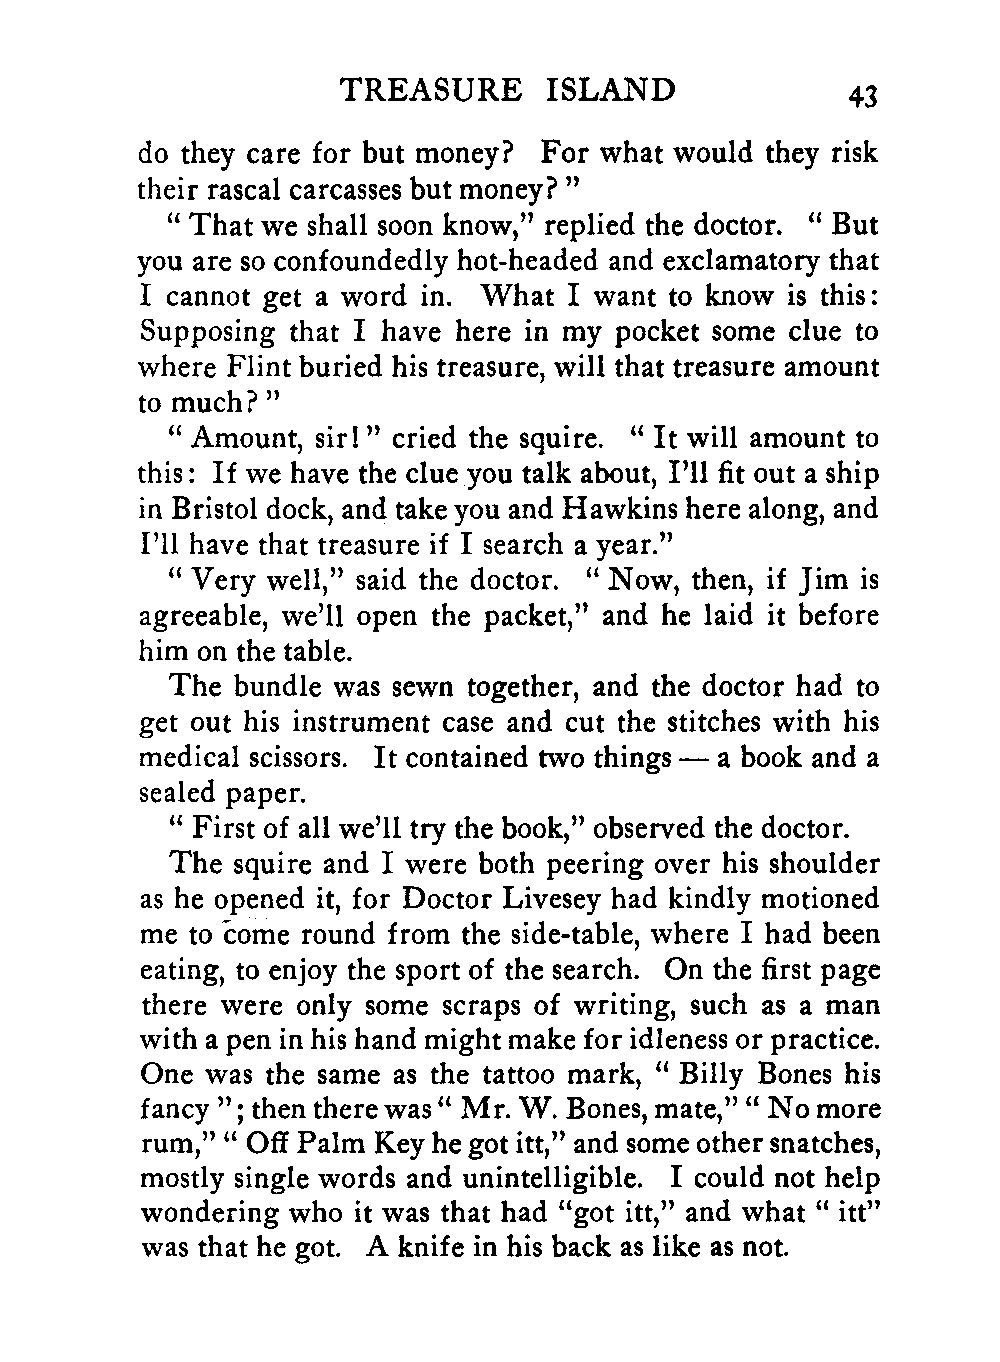 TREASURE ISLAND 43
do they care for but money? For what would they risk
their rascal carcasses but money? ”
“ That we shall soon know,” replied the doctor. “ But
you are so confoundedly hot-headed and exclamatory that
I cannot get a word in. What I want to know is this:
Supposing that I have here in my pocket some clue to
where Flint buried his treasure, will that treasure amount
to much? ”
“ Amount, sir! ” cried the squire. “ It will amount to
this: If we have the clue you talk about, I’ll fit out a ship
in Bristol dock, and take you and Hawkins here along, and
I’ll have that treasure if I search a year.”
“ Very well,” said the doctor. “ Now, then, if Jim is
agreeable, we’ll open the packet,” and he laid it before
him on the table.
The bundle was sewn together, and the doctor had to
get out his instrument case and cut the stitches with his
medical scissors. It contained two things — a book and a
sealed paper.
“ First of all we’ll try the book,” observed the doctor.
The squire and I were both peering over his shoulder
as he opened it, for Doctor Livesey had kindly motioned
me to come round from the side-table, where I had been
eating, to enjoy the sport of the search. On the first page
there were only some scraps of writing, such as a man
with a pen in his hand might make for idleness or practice.
One was the same as the tattoo mark, “ Billy Bones his
fancy ”; then there was “ Mr. W. Bones, mate,” “ No more
rum,” “ Off Palm Key he got itt,” and some other snatches,
mostly single words and unintelligible. I could not help
wondering who it was that had “got itt,” and what “ itt”
was that he got. A knife in his back as like as not.